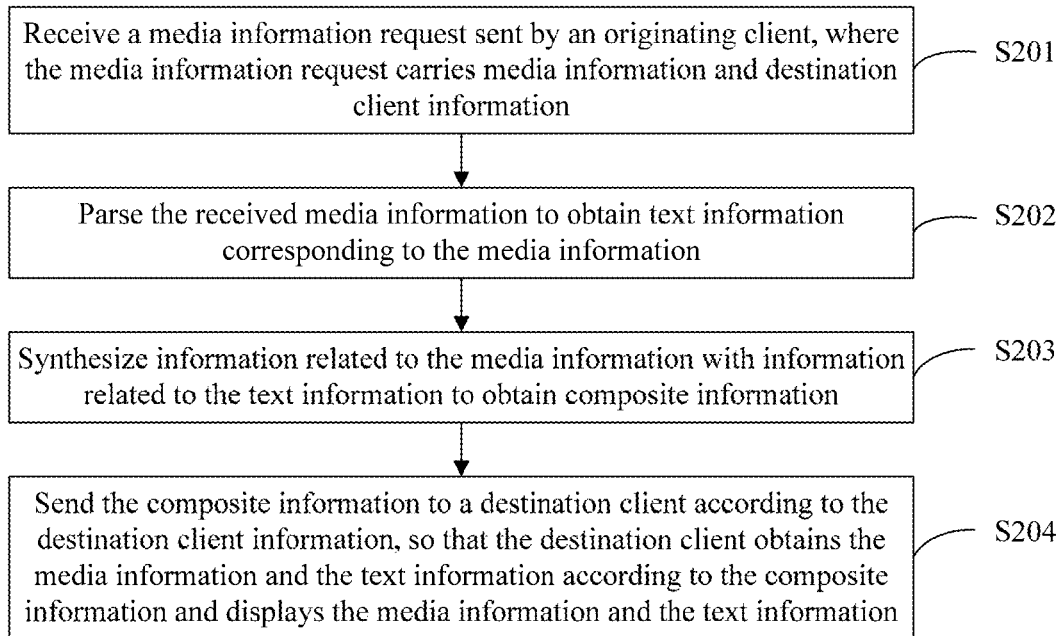 Receive a media information request sent by an originating client, where
the media information request carries media information and destination
client information
S201
Parse the received media information to obtain text information
corresponding to the media information
S202
Synthesize information related to the media information with information
related to the text information to obtain composite information
S203
Send the composite information to a destination client according to the
destination client information, so that the destination client obtains the
media information and the text information according to the composite
information and displays the media information and the text information
S204